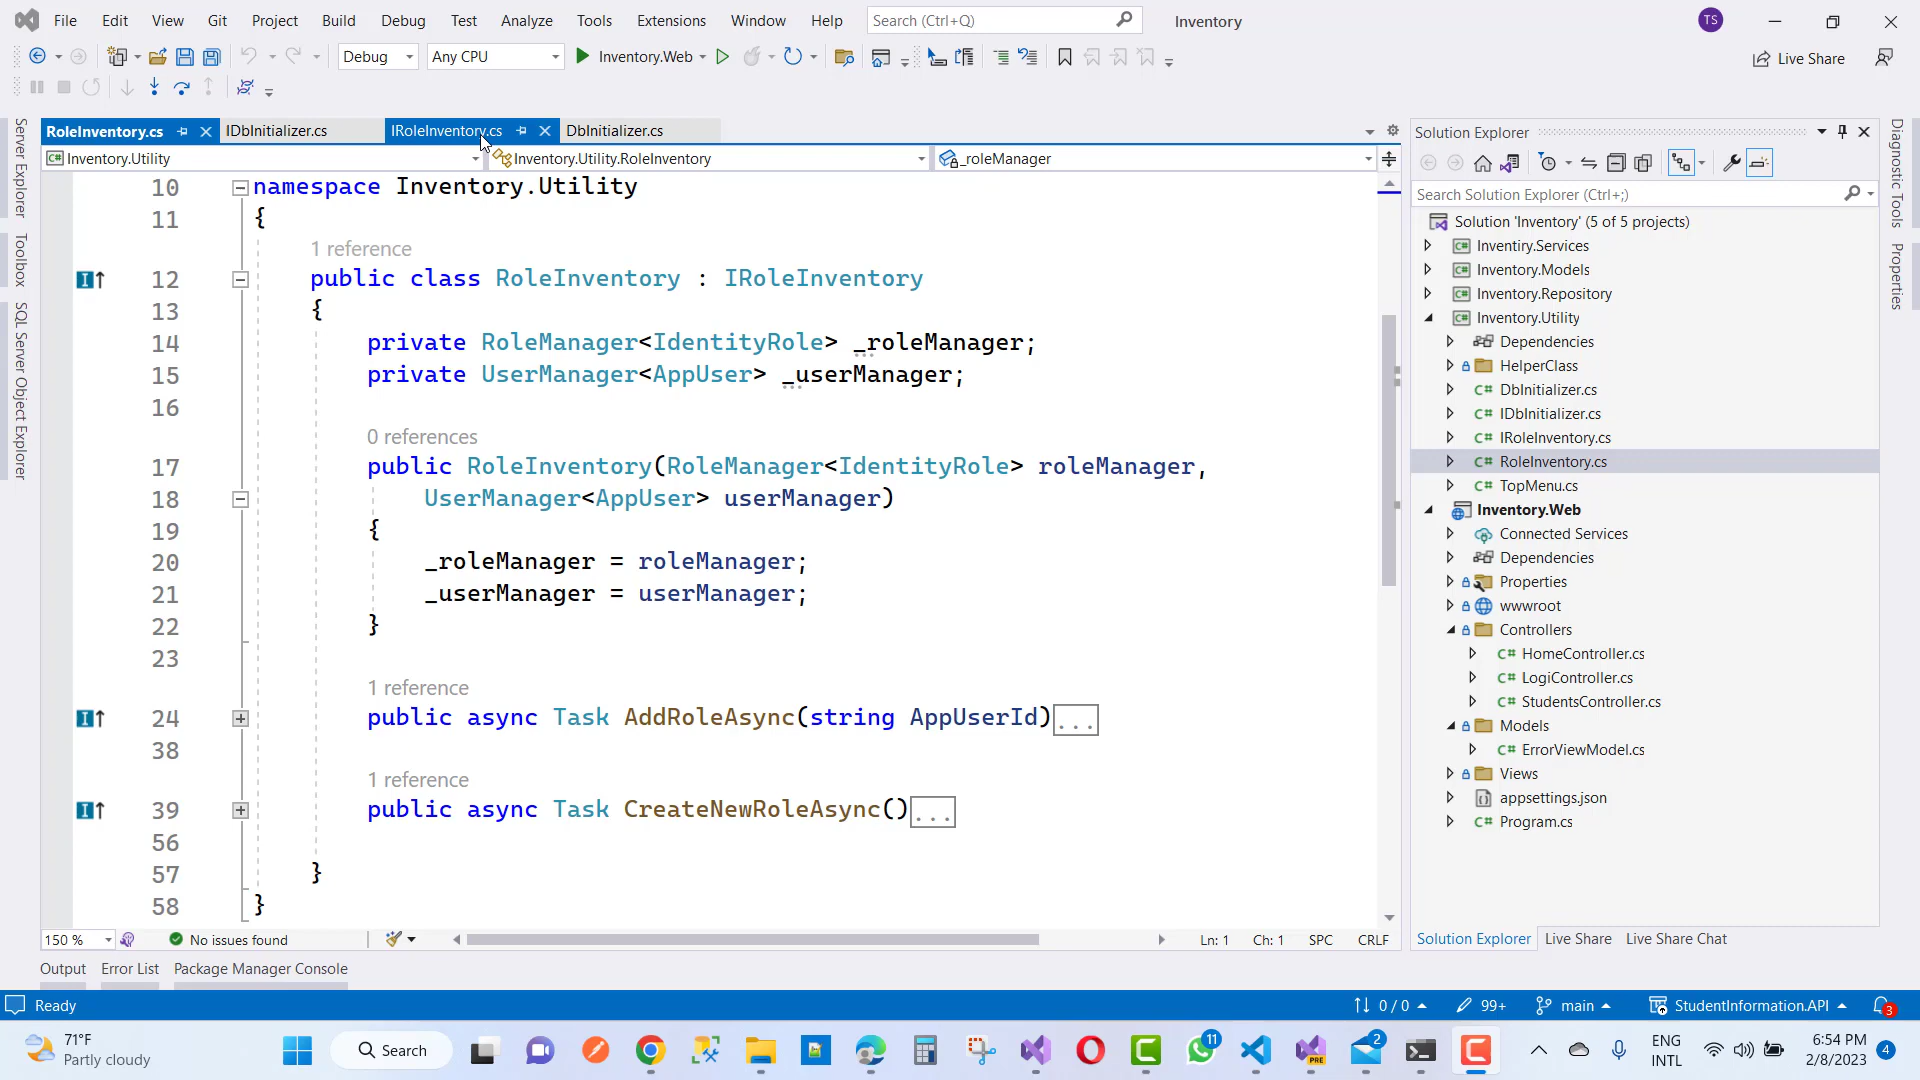 File Edit View Git Project Build Debug Test Analyze Tools Extensions Window Help Search (Ctrl+Q) Inventory TS
Debug Any CPU Inventory.Web Live Share
RoleInventory.cs IDbInitializer.cs IRoleInventory.cs DbInitializer.cs
Inventory.Utility Inventory.Utility.RoleInventory _roleManager
10 namespace Inventory.Utility
11 {
1 reference
12 public class RoleInventory : IRoleInventory
13 {
14 private RoleManager<IdentityRole> _roleManager;
15 private UserManager<AppUser> _userManager;
16
0 references
17 public RoleInventory(RoleManager<IdentityRole> roleManager,
18 UserManager<AppUser> userManager)
19 {
20 _roleManager = roleManager;
21 _userManager = userManager;
22 }
23
1 reference
24 public async Task AddRoleAsync(string AppUserId)...
38
1 reference
39 public async Task CreateNewRoleAsync()...
56
57 }
58 }
150 % No issues found Ln: 1 Ch: 1 SPC CRLF
Output Error List Package Manager Console
Server Explorer
Toolbox
SQL Server Object Explorer
Solution Explorer
Search Solution Explorer (Ctrl+;)
Solution 'Inventory' (5 of 5 projects)
Inventiry.Services
Inventory.Models
Inventory.Repository
Inventory.Utility
Dependencies
HelperClass
C# DbInitializer.cs
C# IDbInitializer.cs
C# IRoleInventory.cs
C# RoleInventory.cs
C# TopMenu.cs
Inventory.Web
Connected Services
Dependencies
Properties
wwwroot
Controllers
C# HomeController.cs
C# LogiController.cs
C# StudentsController.cs
Models
C# ErrorViewModel.cs
Views
appsettings.json
C# Program.cs
Solution Explorer Live Share Live Share Chat
Diagnostic Tools
Properties
Ready 0 / 0 99+ main StudentInformation.API 3
71°F
Partly cloudy
Search 11 PRE 2
ENG
INTL
6:54 PM
2/8/2023
4